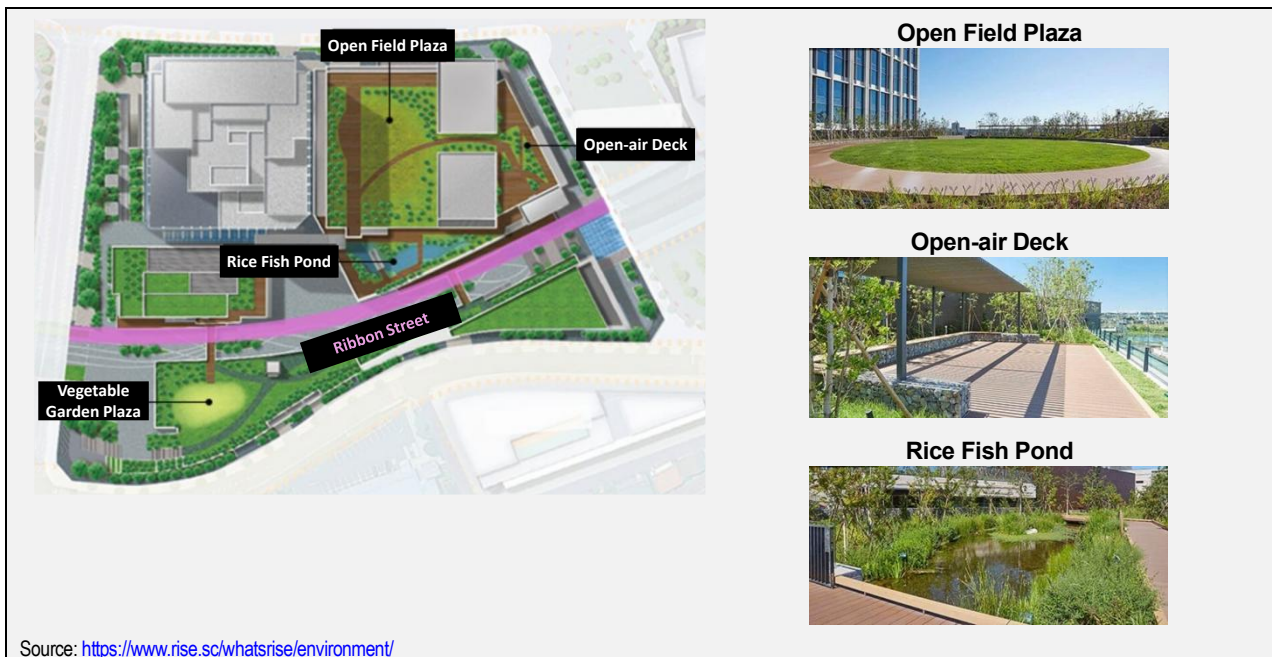 Open Field Plaza
Open-air Deck
Rice Fish Pond
Ribbon Street
Vegetable
Garden Plaza
Open Field Plaza
Open-air Deck
Rice Fish Pond
Source: https://www.rise.sc/whatsrise/environment/